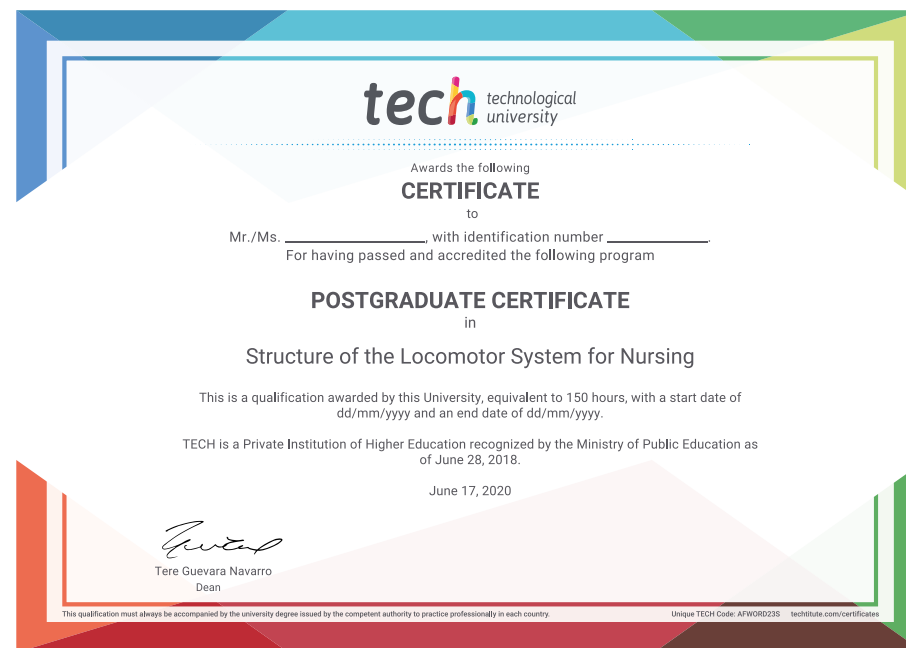 tech technological
university
Awards the following
CERTIFICATE
to
Mr./Ms. ____________________, with identification number ______________.
For having passed and accredited the following program
POSTGRADUATE CERTIFICATE
in
Structure of the Locomotor System for Nursing
This is a qualification awarded by this University, equivalent to 150 hours, with a start date of
dd/mm/yyyy and an end date of dd/mm/yyyy.
TECH is a Private Institution of Higher Education recognized by the Ministry of Public Education as
of June 28, 2018.
June 17, 2020
Tere Guevara Navarro
Dean
This qualification must always be accompanied by the university degree issued by the competent authority to practice professionally in each country. Unique TECH Code: AFWORD23S techtitute.com/certificates